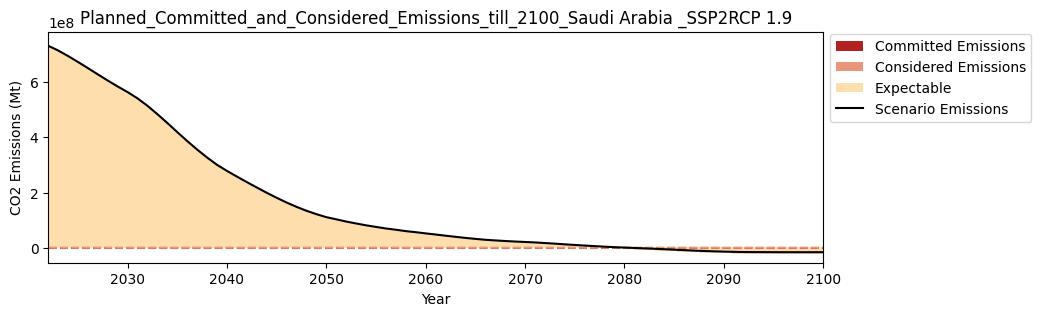 Planned_Committed_and_Considered_Emissions_till_2100_Saudi Arabia _SSP2RCP 1.9
1e8
CO2 Emissions (Mt)
6
4
2
0
2030 2040 2050 2060 2070 2080 2090 2100
Year
Committed Emissions
Considered Emissions
Expectable
Scenario Emissions